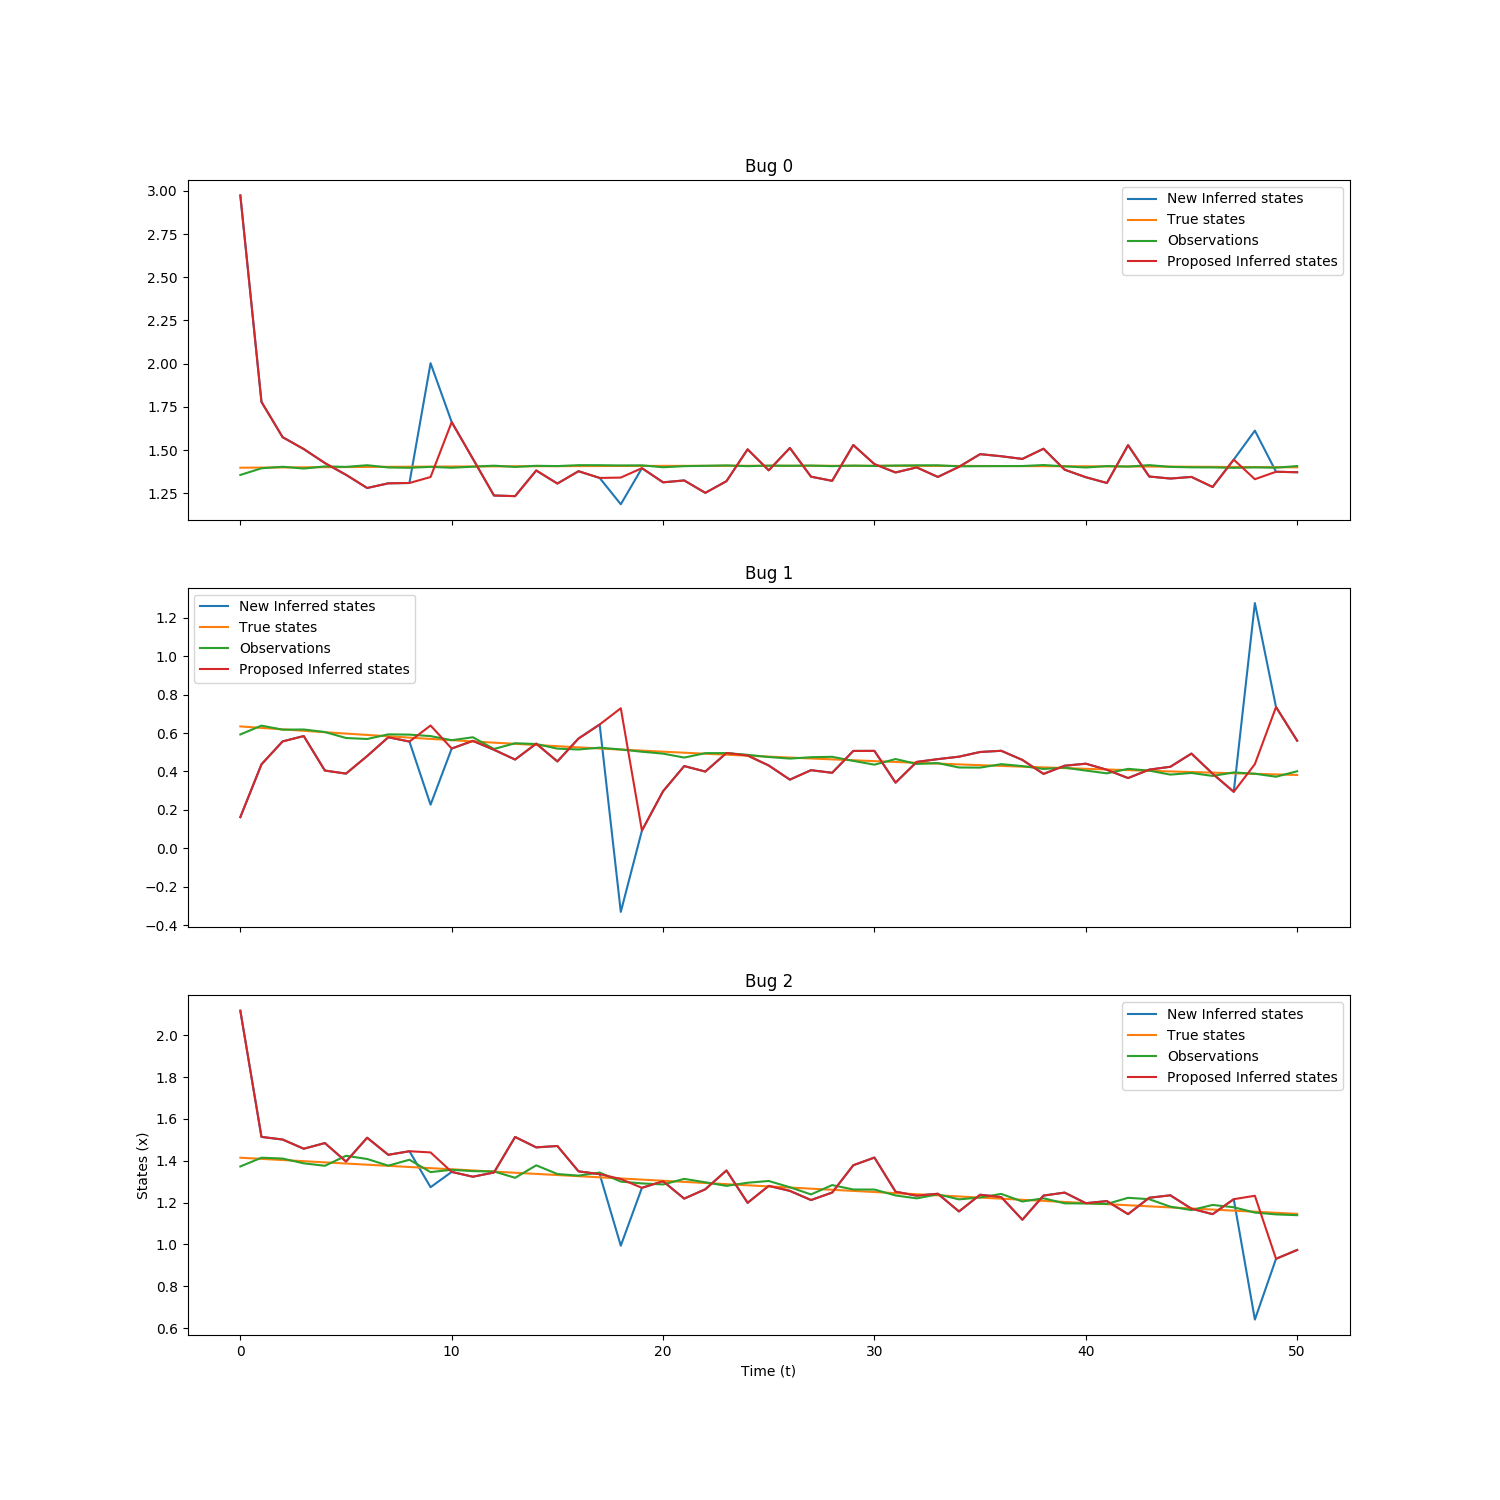 Bug 0
3.00
2.75
2.50
2.25
2.00
1.75
1.50
1.25
New Inferred states
True states
Observations
Proposed Inferred states
Bug 1
1.2
1.0
0.8
0.6
0.4
0.2
0.0
−0.2
−0.4
New Inferred states
True states
Observations
Proposed Inferred states
Bug 2
States (x)
2.0
1.8
1.6
1.4
1.2
1.0
0.8
0.6
New Inferred states
True states
Observations
Proposed Inferred states
0 10 20 30 40 50
Time (t)